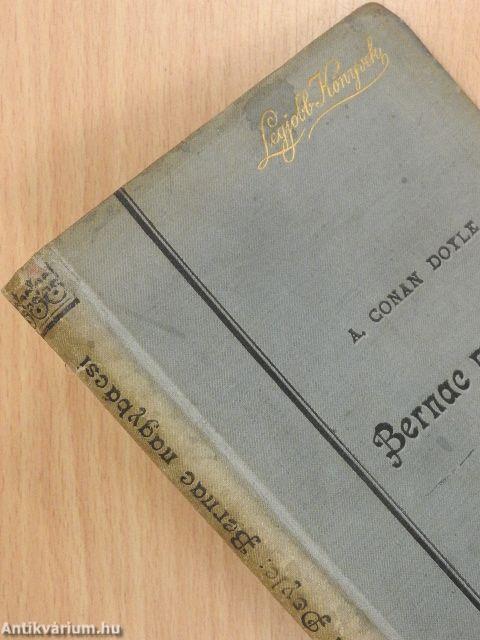 Legjobb Könyvek
A. CONAN DOYLE
Bernac
Doyle: Bernac nagybácsi
Antikvárium.hu